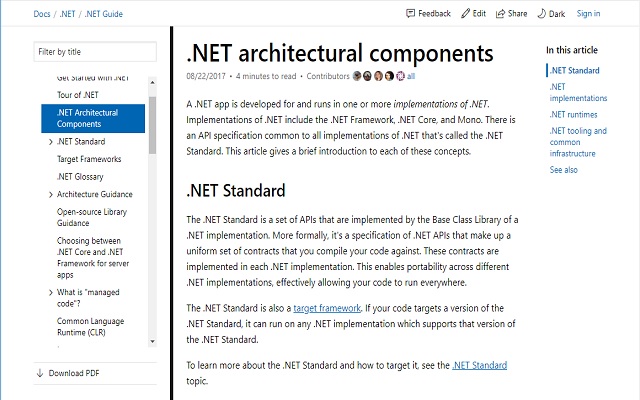 Docs / .NET / .NET Guide
Feedback Edit Share Dark Sign in
Filter by title
Get Started with .NET
Tour of .NET
.NET Architectural
Components
.NET Standard
Target Frameworks
.NET Glossary
Architecture Guidance
Open-source Library
Guidance
Choosing between
.NET Core and .NET
Framework for server
apps
What is "managed
code"?
Common Language
Runtime (CLR)
Download PDF
.NET architectural components
08/22/2017 • 4 minutes to read • Contributors all
A .NET app is developed for and runs in one or more implementations of .NET.
Implementations of .NET include the .NET Framework, .NET Core, and Mono. There is
an API specification common to all implementations of .NET that's called the .NET
Standard. This article gives a brief introduction to each of these concepts.
.NET Standard
The .NET Standard is a set of APIs that are implemented by the Base Class Library of a
.NET implementation. More formally, it's a specification of .NET APIs that make up a
uniform set of contracts that you compile your code against. These contracts are
implemented in each .NET implementation. This enables portability across different
.NET implementations, effectively allowing your code to run everywhere.
The .NET Standard is also a target framework. If your code targets a version of the
.NET Standard, it can run on any .NET implementation which supports that version of
the .NET Standard.
To learn more about the .NET Standard and how to target it, see the .NET Standard
topic.
In this article
.NET Standard
.NET
implementations
.NET runtimes
.NET tooling and
common
infrastructure
See also